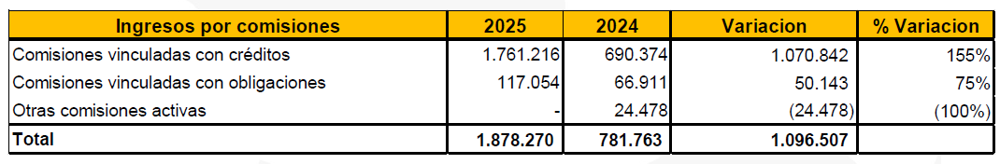 Ingresos por comisiones 2025 2024 Variacion % Variacion
Comisiones vinculadas con créditos 1.761.216 690.374 1.070.842 155%
Comisiones vinculadas con obligaciones 117.054 66.911 50.143 75%
Otras comisiones activas - 24.478 (24.478) (100%)
Total 1.878.270 781.763 1.096.507